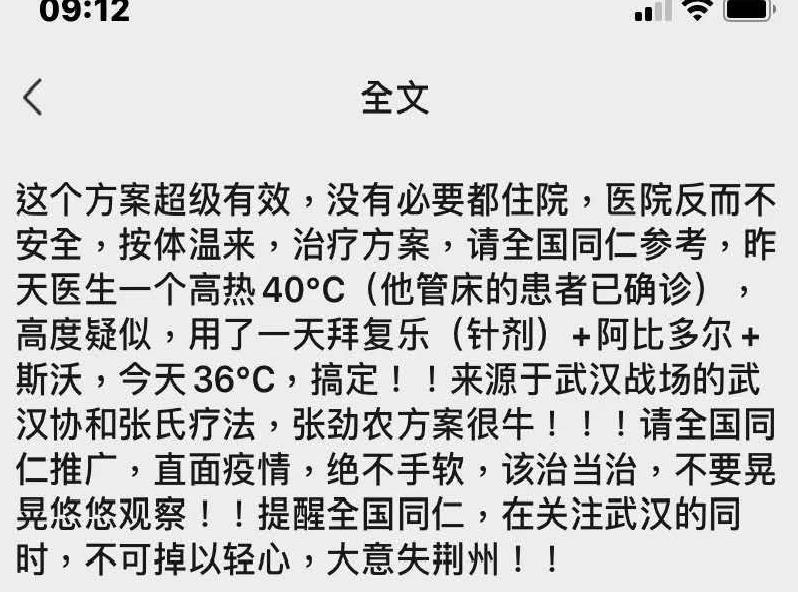 09:12
全文
这个方案超级有效，没有必要都住院，医院反而不
安全，按体温来，治疗方案，请全国同仁参考，昨
天医生一个高热40°C（他管床的患者已确诊），
高度疑似，用了一天拜复乐（针剂）+阿比多尔+
斯沃，今天36°C，搞定！！来源于武汉战场的武
汉协和张氏疗法，张劲农方案很牛！！！请全国同
仁推广，直面疫情，绝不手软，该治当治，不要晃
晃悠悠观察！！提醒全国同仁，在关注武汉的同
时，不可掉以轻心，大意失荆州！！